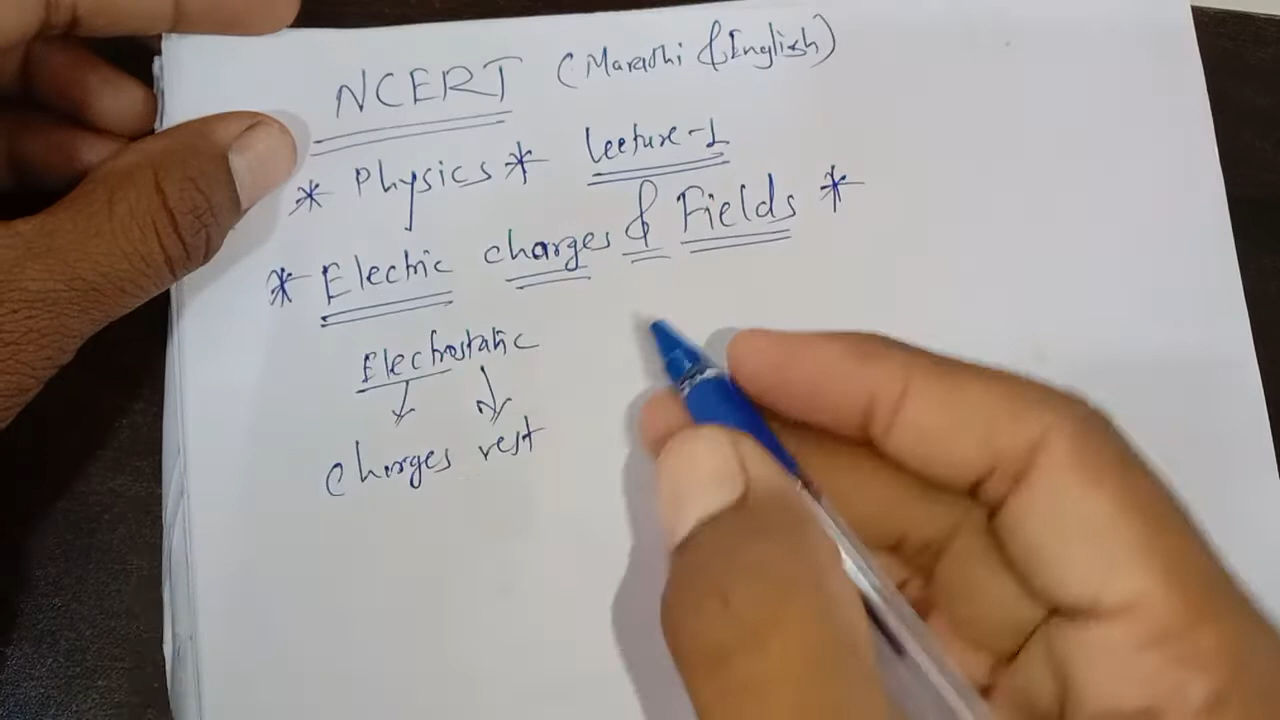 NCERT (Marathi & English)
* Physics * Lecture-1
* Electric charges & Fields *
Electrostatic
charges rest